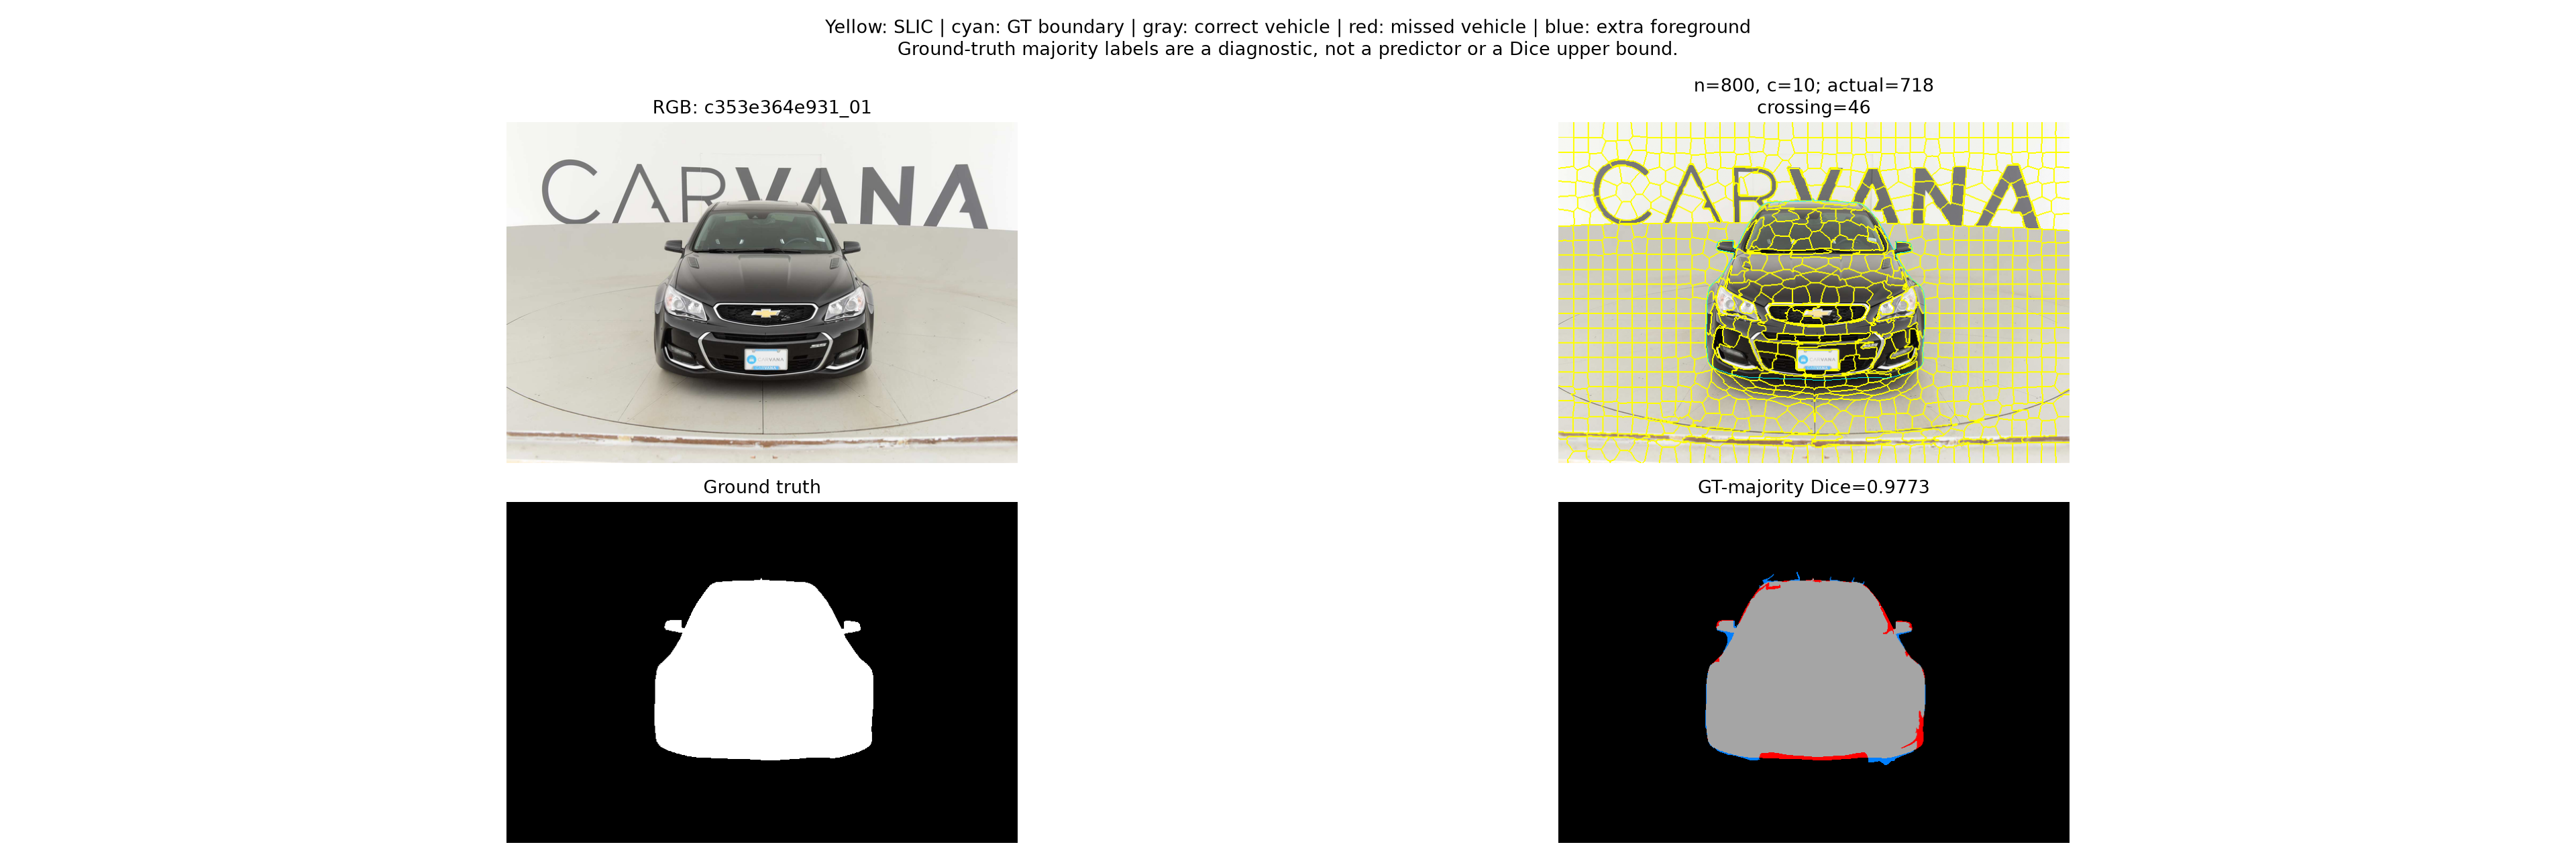 Yellow: SLIC | cyan: GT boundary | gray: correct vehicle | red: missed vehicle | blue: extra foreground
Ground-truth majority labels are a diagnostic, not a predictor or a Dice upper bound.
RGB: c353e364e931_01
n=800, c=10; actual=718
crossing=46
CARVANA
CARVANA
CARVANA
CARVANA
Ground truth
GT-majority Dice=0.9773